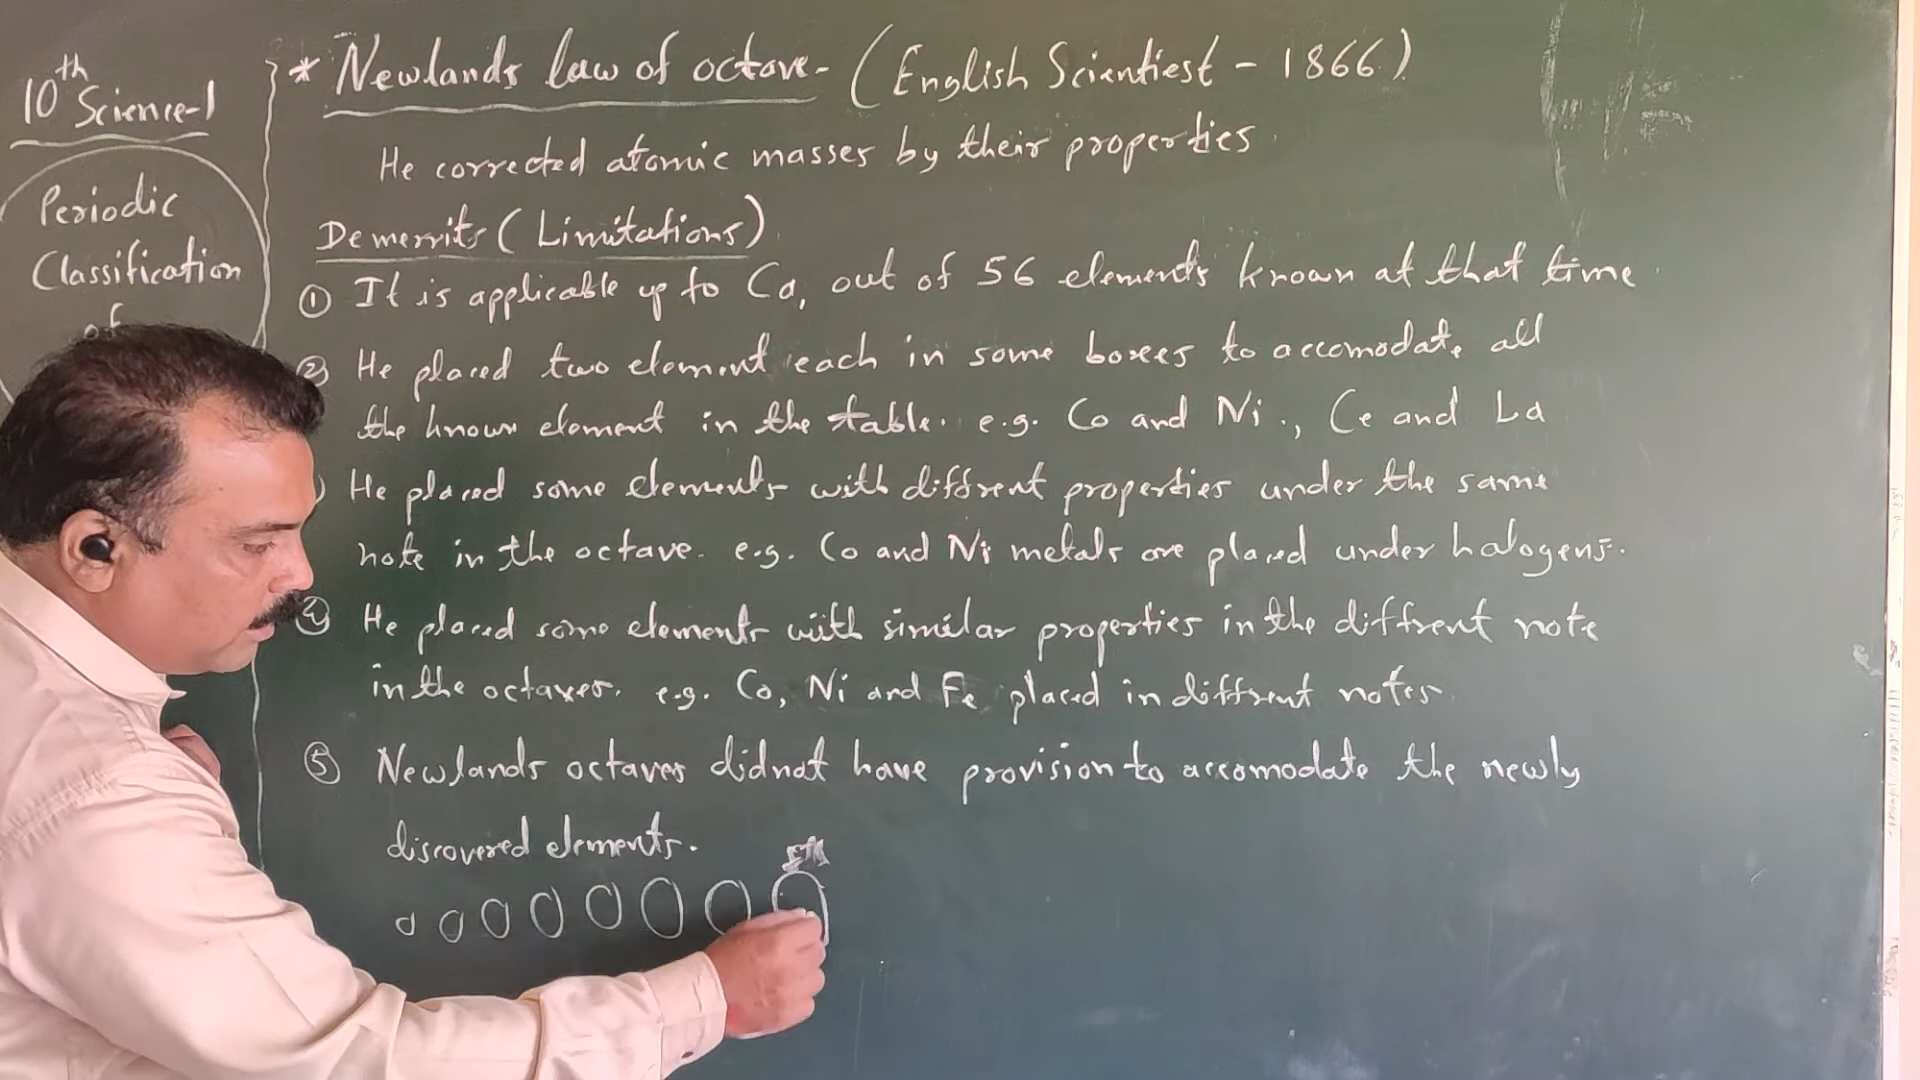 10th
Science-1
Periodic
Classification
of
* Newlands law of octave- (English Scientiest - 1866)
He corrected atomic masses by their properties
Demerrits (Limitations)
① It is applicable up to Ca, out of 56 elements known at that time.
② He placed two element each in some boxes to accomodate all
the known element in the table. e.g. Co and Ni., Ce and La
He placed some elements with diffrent properties under the same
note in the octave. e.g. Co and Ni metals are placed under halogens.
④ He placed some elements with similar properties in the diffrent note
in the octaves. e.g. Co, Ni and Fe placed in diffrent notes
⑤ Newlands octaves didnot have provision to accomodate the newly
discovered elements.